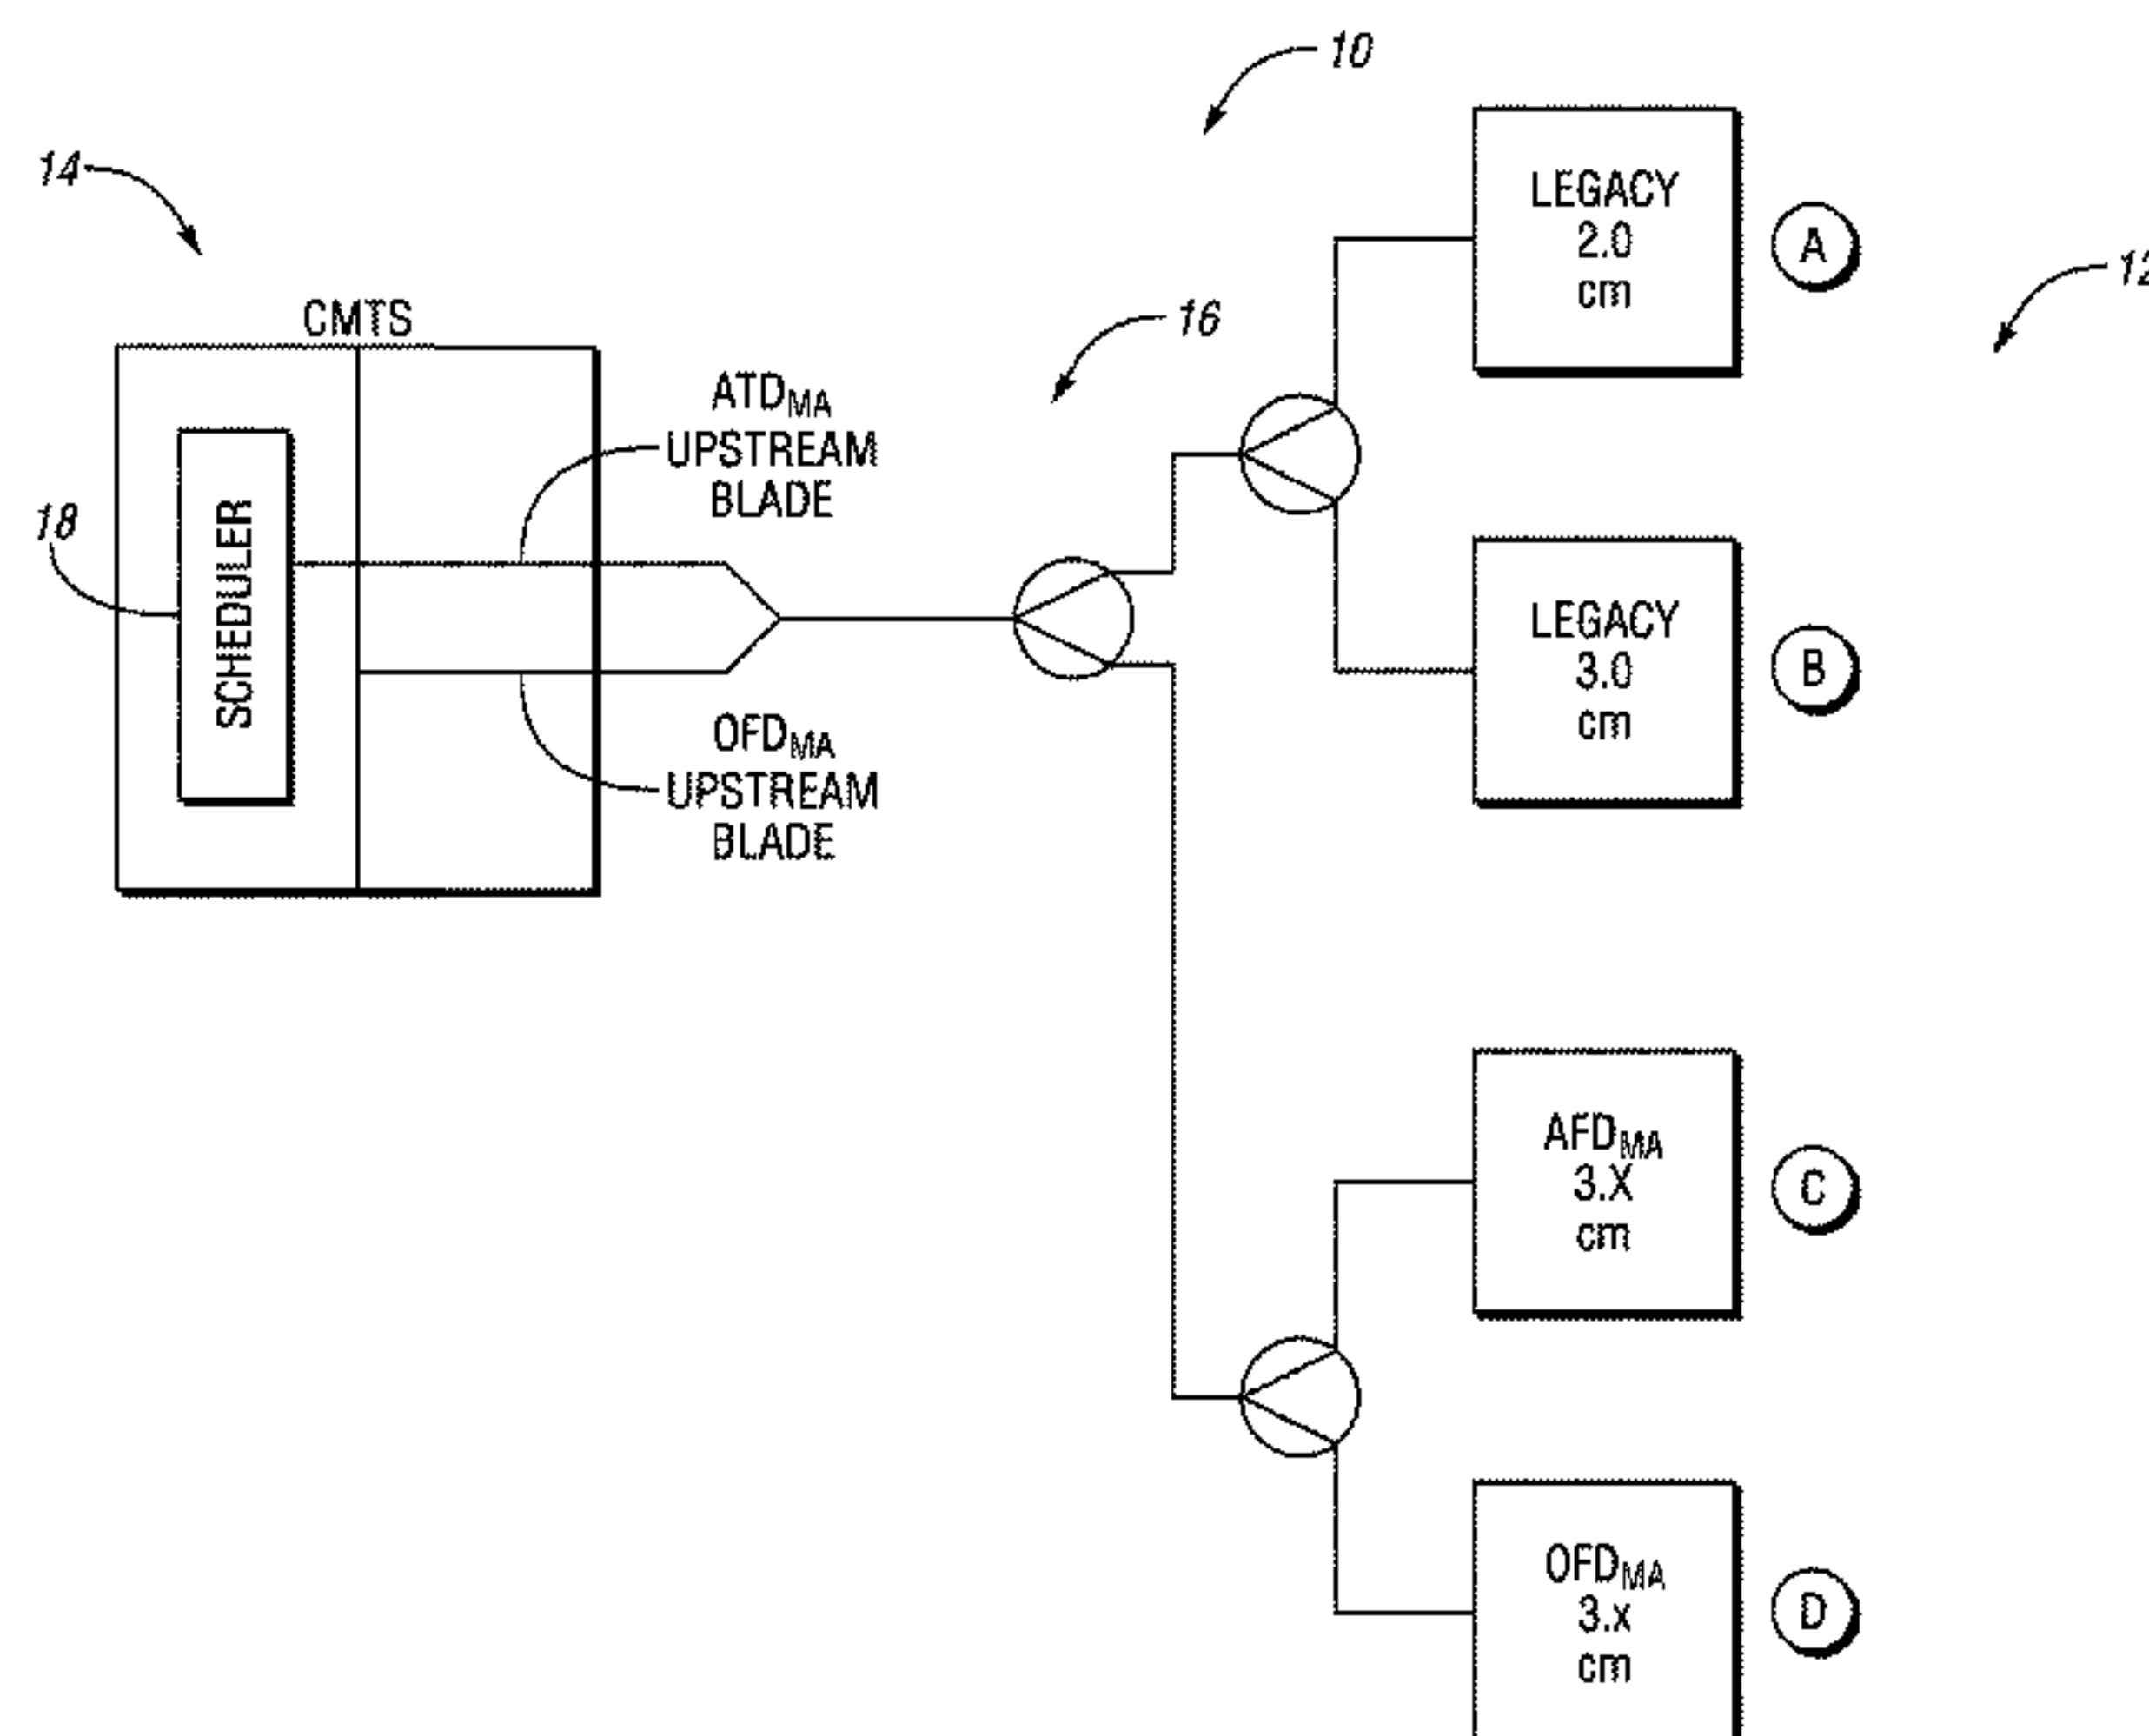 10
14
LEGACY
2.0
cm
A
16
CMTS
ATDMA
UPSTREAM
BLADE
18
SCHEDULER
LEGACY
3.0
cm
B
OFDMA
UPSTREAM
BLADE
AFDMA
3.X
cm
C
OFDMA
3.x
cm
D